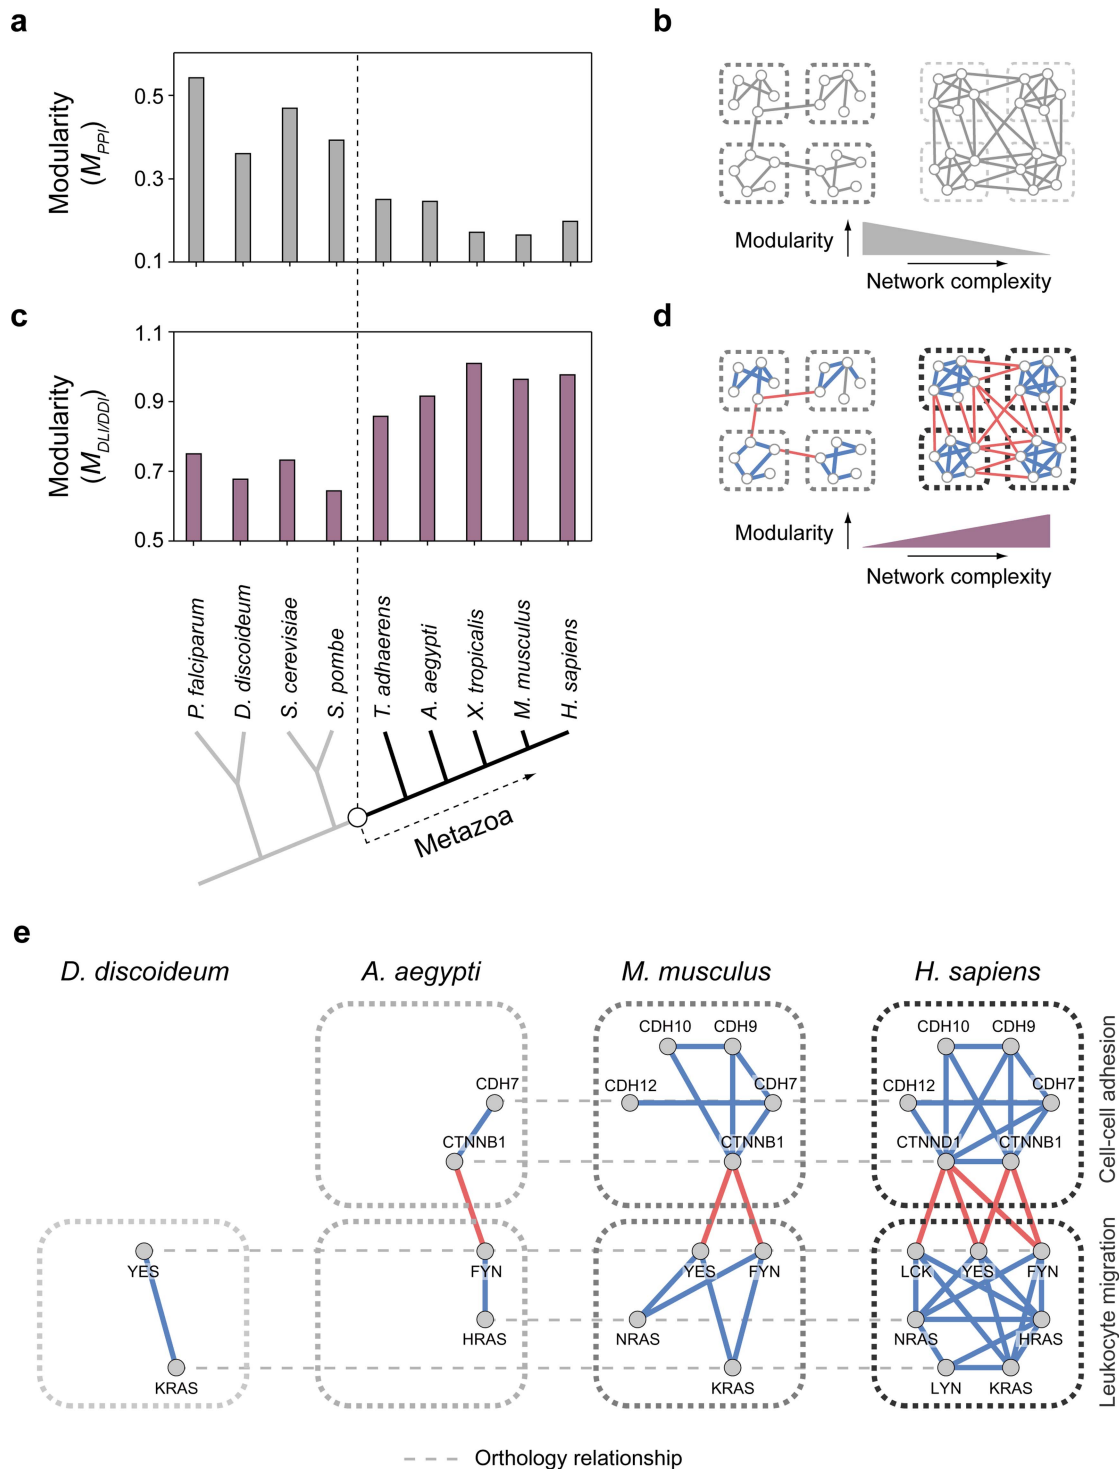 a
Modularity
(M_PPI)
0.5
0.3
0.1
b
Modularity
Network complexity
c
Modularity
(M_DLI/DDI)
1.1
0.9
0.7
0.5
P. falciparum
D. discoideum
S. cerevisiae
S. pombe
T. adhaerens
A. aegypti
X. tropicalis
M. musculus
H. sapiens
Metazoa
d
Modularity
Network complexity
e
D. discoideum
A. aegypti
M. musculus
H. sapiens
YES
KRAS
CDH7
CTNNB1
FYN
HRAS
CDH10
CDH9
CDH12
CDH7
CTNNB1
YES
FYN
NRAS
KRAS
CDH10
CDH9
CDH12
CDH7
CTNND1
CTNNB1
LCK
YES
FYN
NRAS
HRAS
LYN
KRAS
Cell-cell adhesion
Leukocyte migration
Orthology relationship